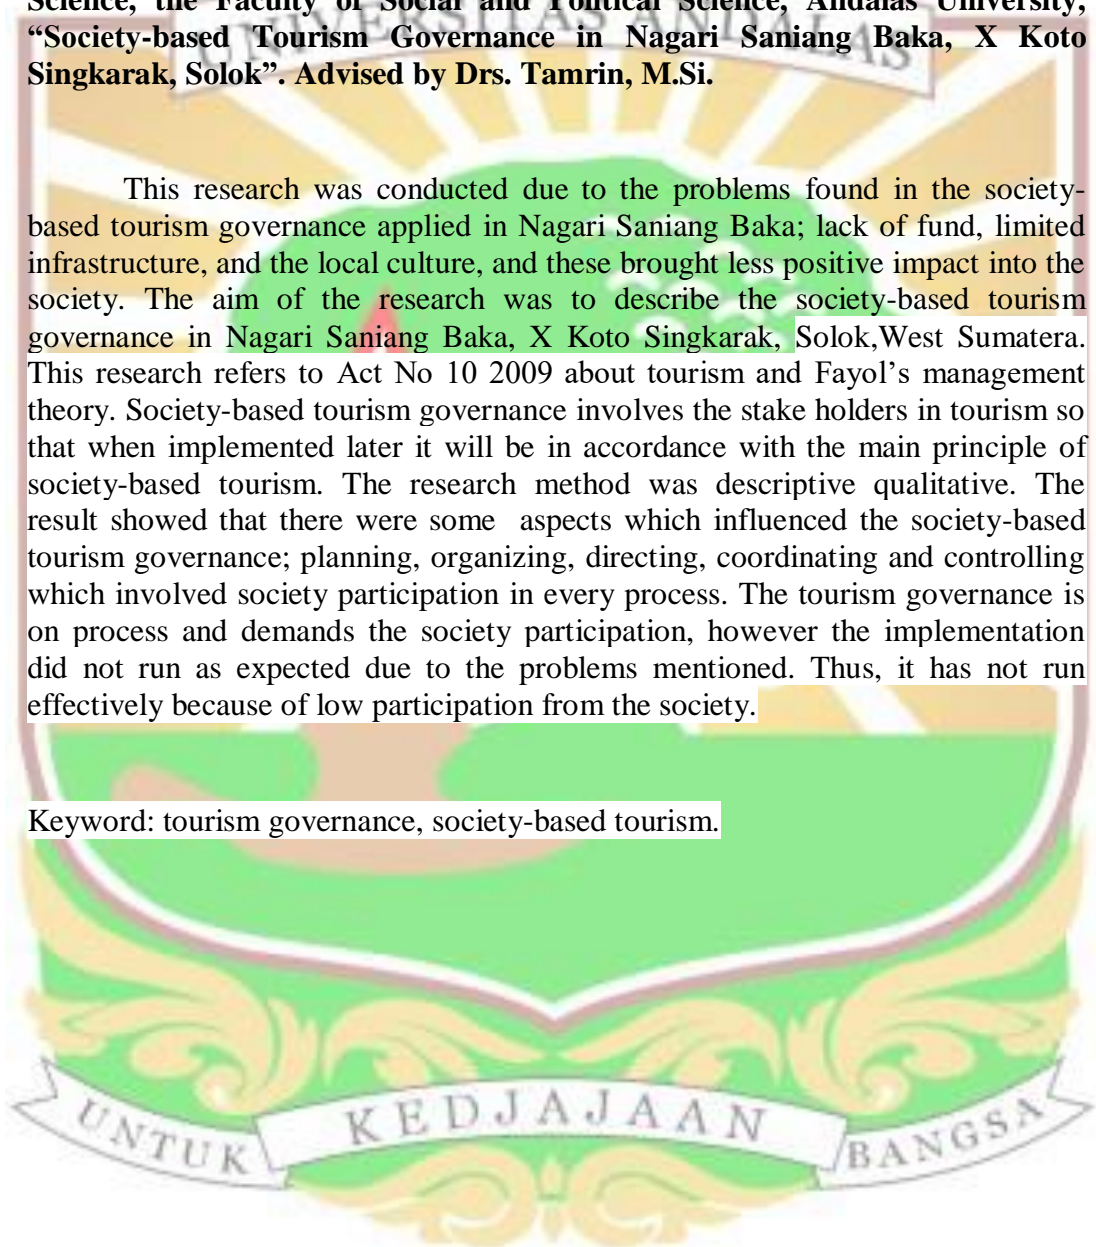 Science, the Faculty of Social and Political Science, Andalas University,
“Society-based Tourism Governance in Nagari Saniang Baka, X Koto
Singkarak, Solok”. Advised by Drs. Tamrin, M.Si.
This research was conducted due to the problems found in the society-
based tourism governance applied in Nagari Saniang Baka; lack of fund, limited
infrastructure, and the local culture, and these brought less positive impact into the
society. The aim of the research was to describe the society-based tourism
governance in Nagari Saniang Baka, X Koto Singkarak, Solok,West Sumatera.
This research refers to Act No 10 2009 about tourism and Fayol’s management
theory. Society-based tourism governance involves the stake holders in tourism so
that when implemented later it will be in accordance with the main principle of
society-based tourism. The research method was descriptive qualitative. The
result showed that there were some aspects which influenced the society-based
tourism governance; planning, organizing, directing, coordinating and controlling
which involved society participation in every process. The tourism governance is
on process and demands the society participation, however the implementation
did not run as expected due to the problems mentioned. Thus, it has not run
effectively because of low participation from the society.
Keyword: tourism governance, society-based tourism.
UNTUK KEDJAJAAN BANGSA